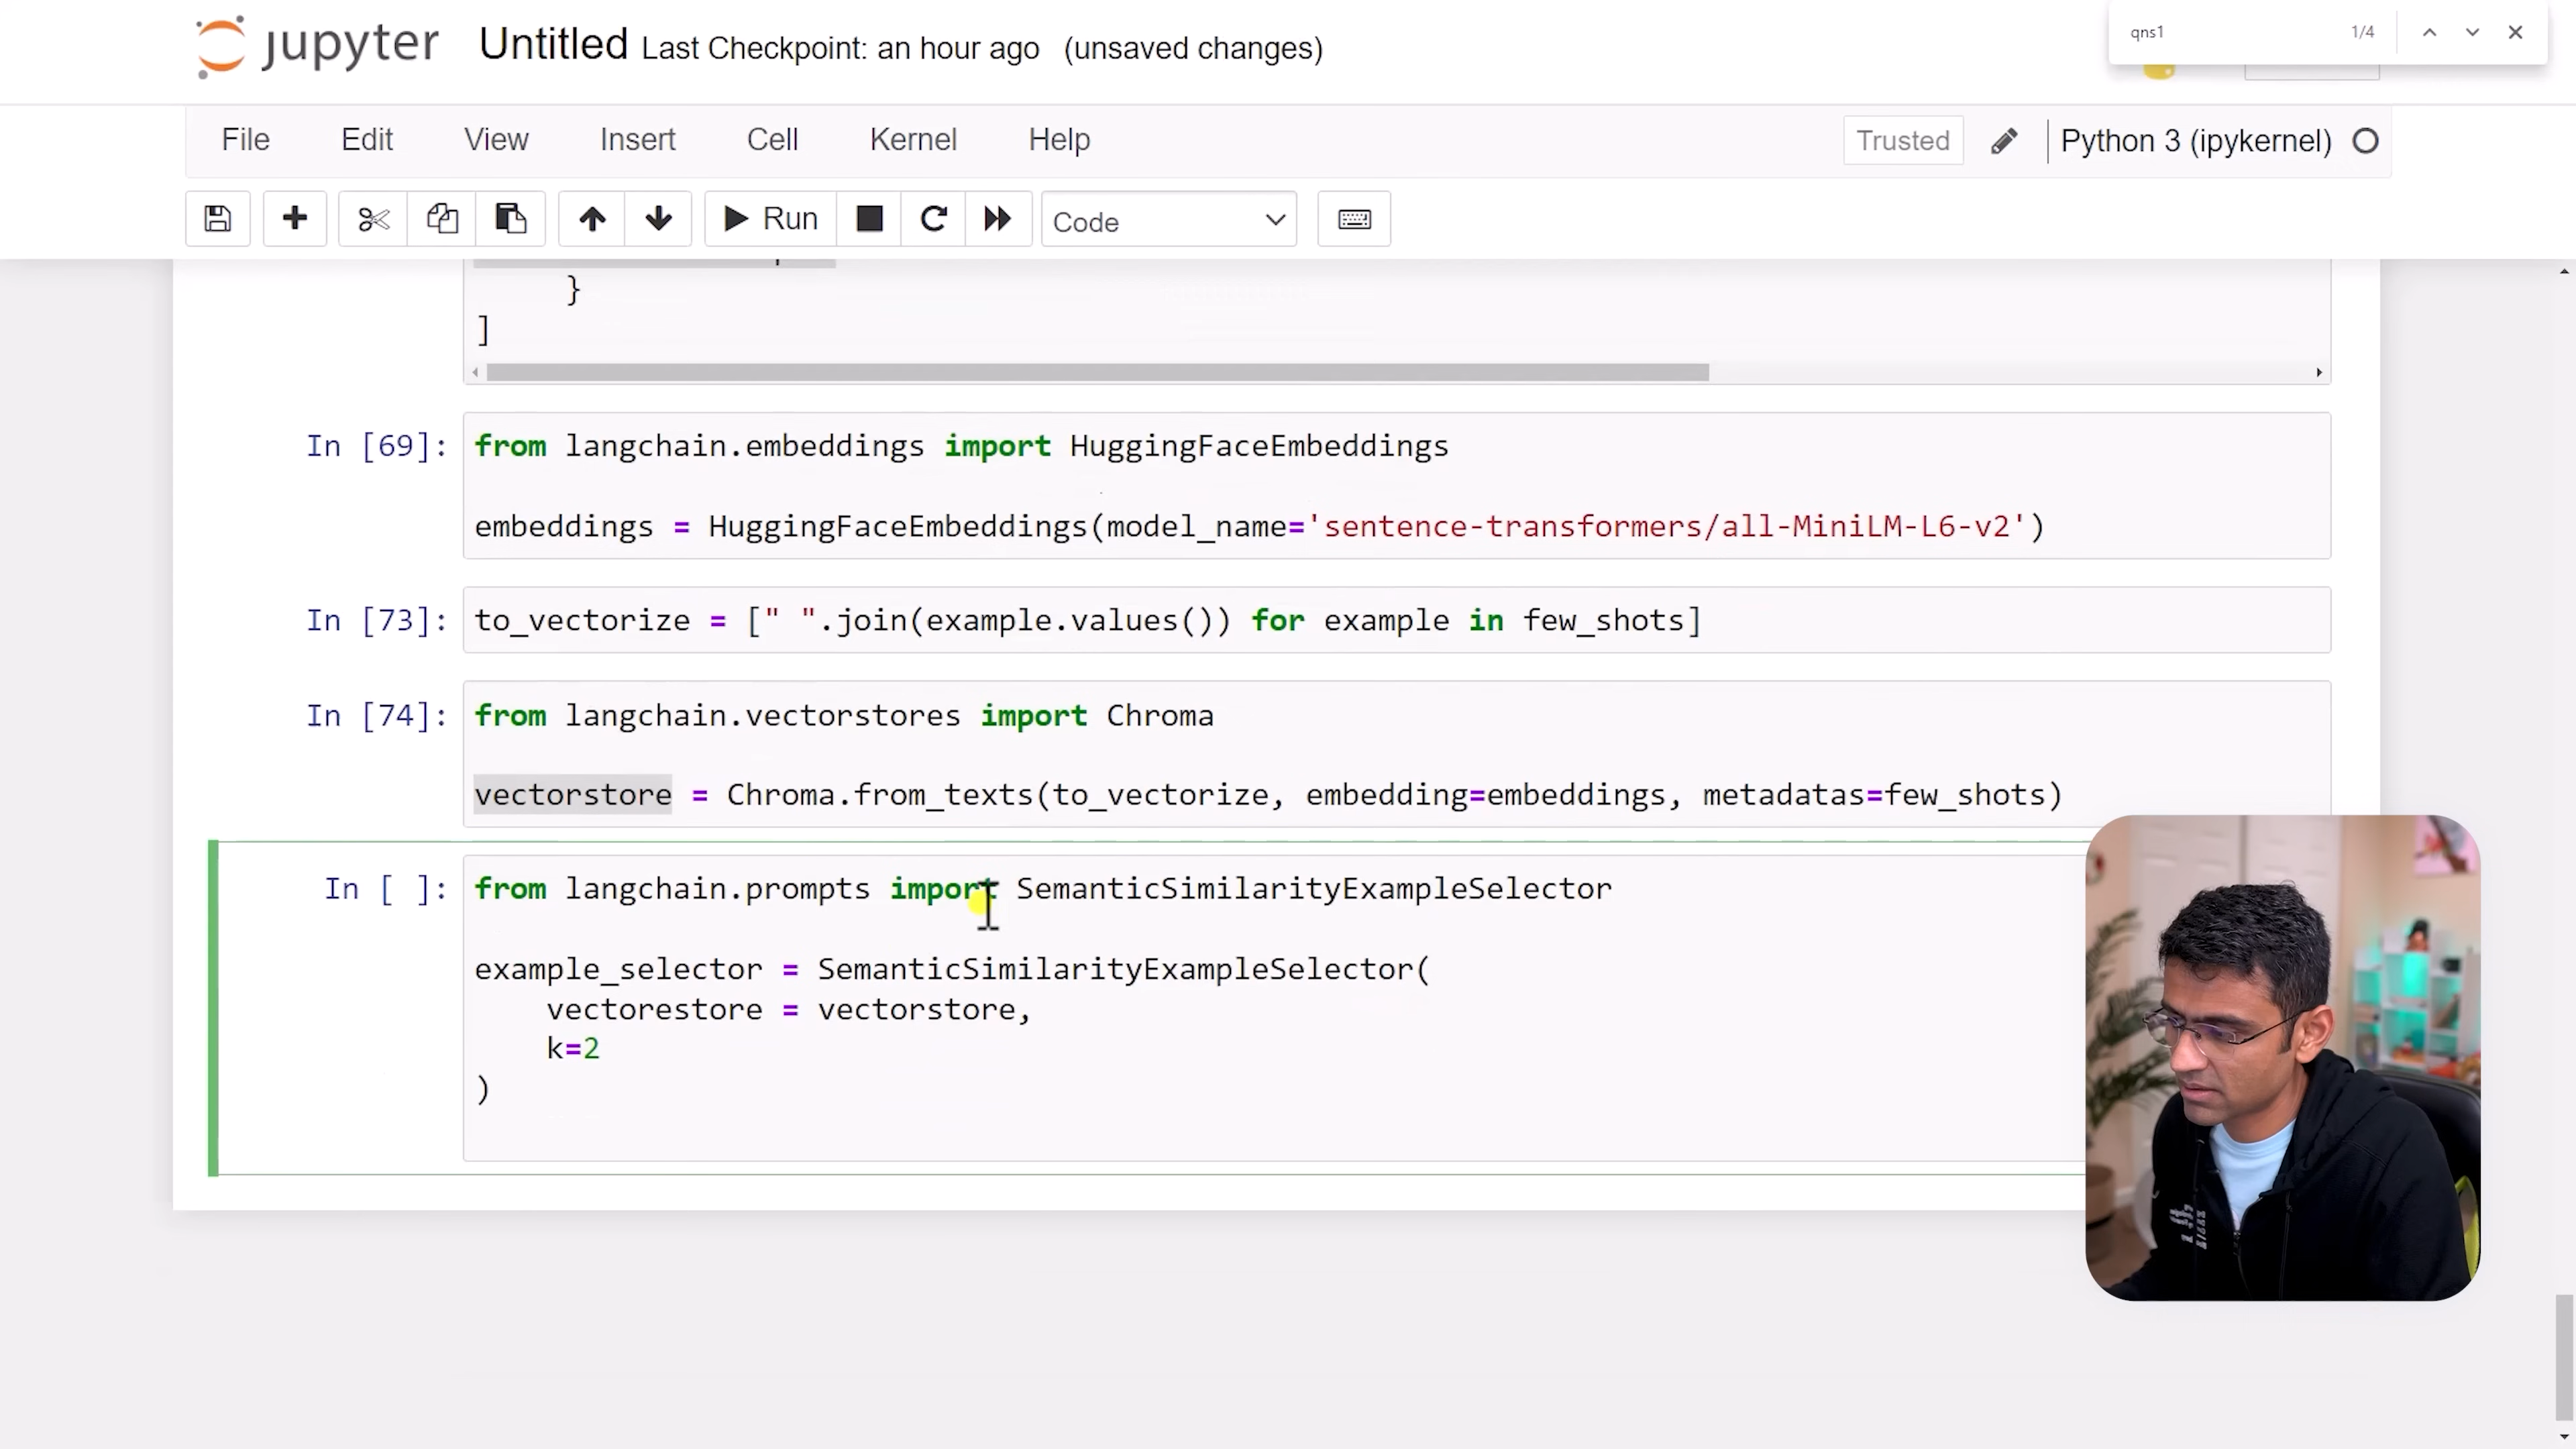 jupyter Untitled Last Checkpoint: an hour ago (unsaved changes)
qns1 1/4
File Edit View Insert Cell Kernel Help
Trusted Python 3 (ipykernel)
Run Code
}
]
In [69]: from langchain.embeddings import HuggingFaceEmbeddings
embeddings = HuggingFaceEmbeddings(model_name='sentence-transformers/all-MiniLM-L6-v2')
In [73]: to_vectorize = [" ".join(example.values()) for example in few_shots]
In [74]: from langchain.vectorstores import Chroma
vectorstore = Chroma.from_texts(to_vectorize, embedding=embeddings, metadatas=few_shots)
In [ ]: from langchain.prompts import SemanticSimilarityExampleSelector
example_selector = SemanticSimilarityExampleSelector(
vectorestore = vectorstore,
k=2
)